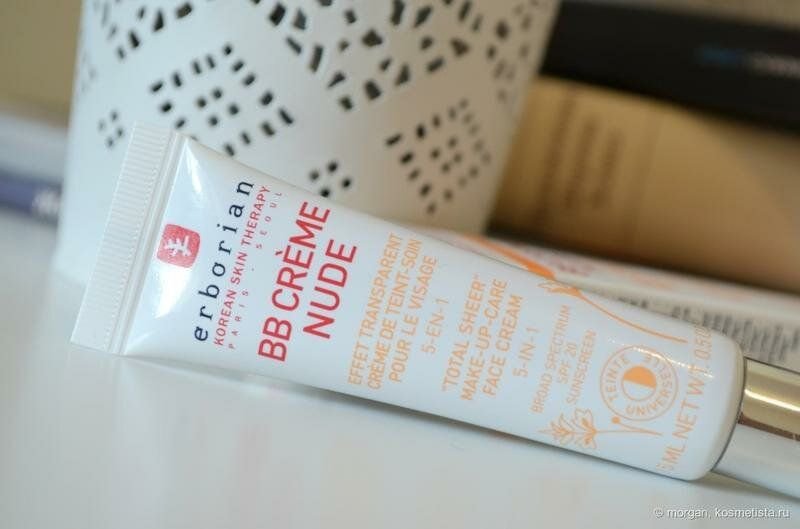 erborian
KOREAN SKIN THERAPY
PARIS · SEOUL
BB CRÈME
NUDE
EFFET TRANSPARENT
CRÈME DE TEINT-SOIN
POUR LE VISAGE
5-EN-1
"TOTAL SHEER"
MAKE-UP-CARE
FACE CREAM
5-IN-1
BROAD SPECTRUM
SPF 20
SUNSCREEN
TEINTE
UNIVERSELLE
5 ML NET WT. 0.5
© morgan, kosmetista.ru